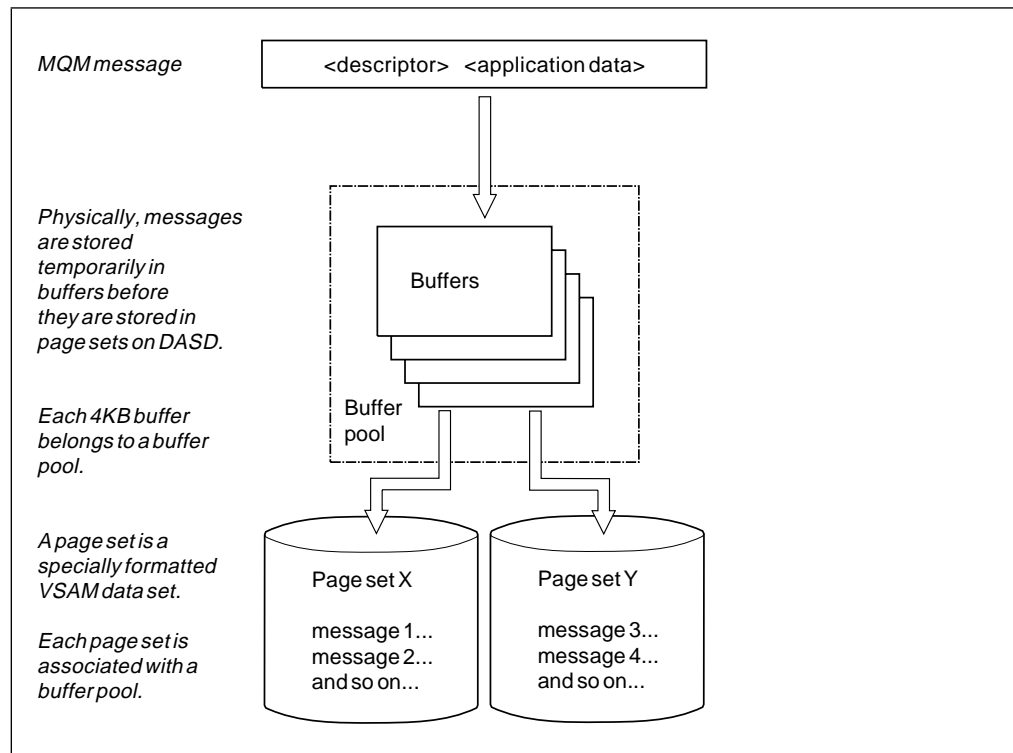 MQM message
<descriptor> <application data>
Physically, messages
are stored
temporarily in
buffers before
they are stored in
page sets on DASD.
Buffers
Each 4KB buffer
belongs to a buffer
pool.
Buffer
pool
A page set is a
specially formatted
VSAM data set.
Each page set is
associated with a
buffer pool.
Page set X
message 1...
message 2...
and so on...
Page set Y
message 3...
message 4...
and so on...